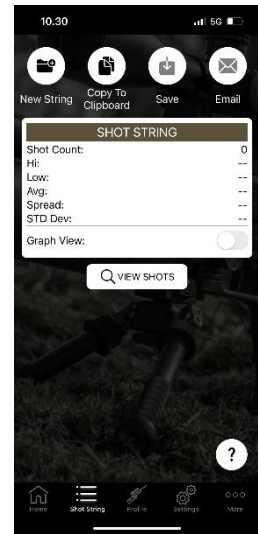 10.30
5G
New String
Copy To
Clipboard
Save
Email
SHOT STRING
Shot Count: 0
Hi: --
Low: --
Avg: --
Spread: --
STD Dev: --
Graph View:
VIEW SHOTS
?
Home
Shot String
Profile
Settings
More